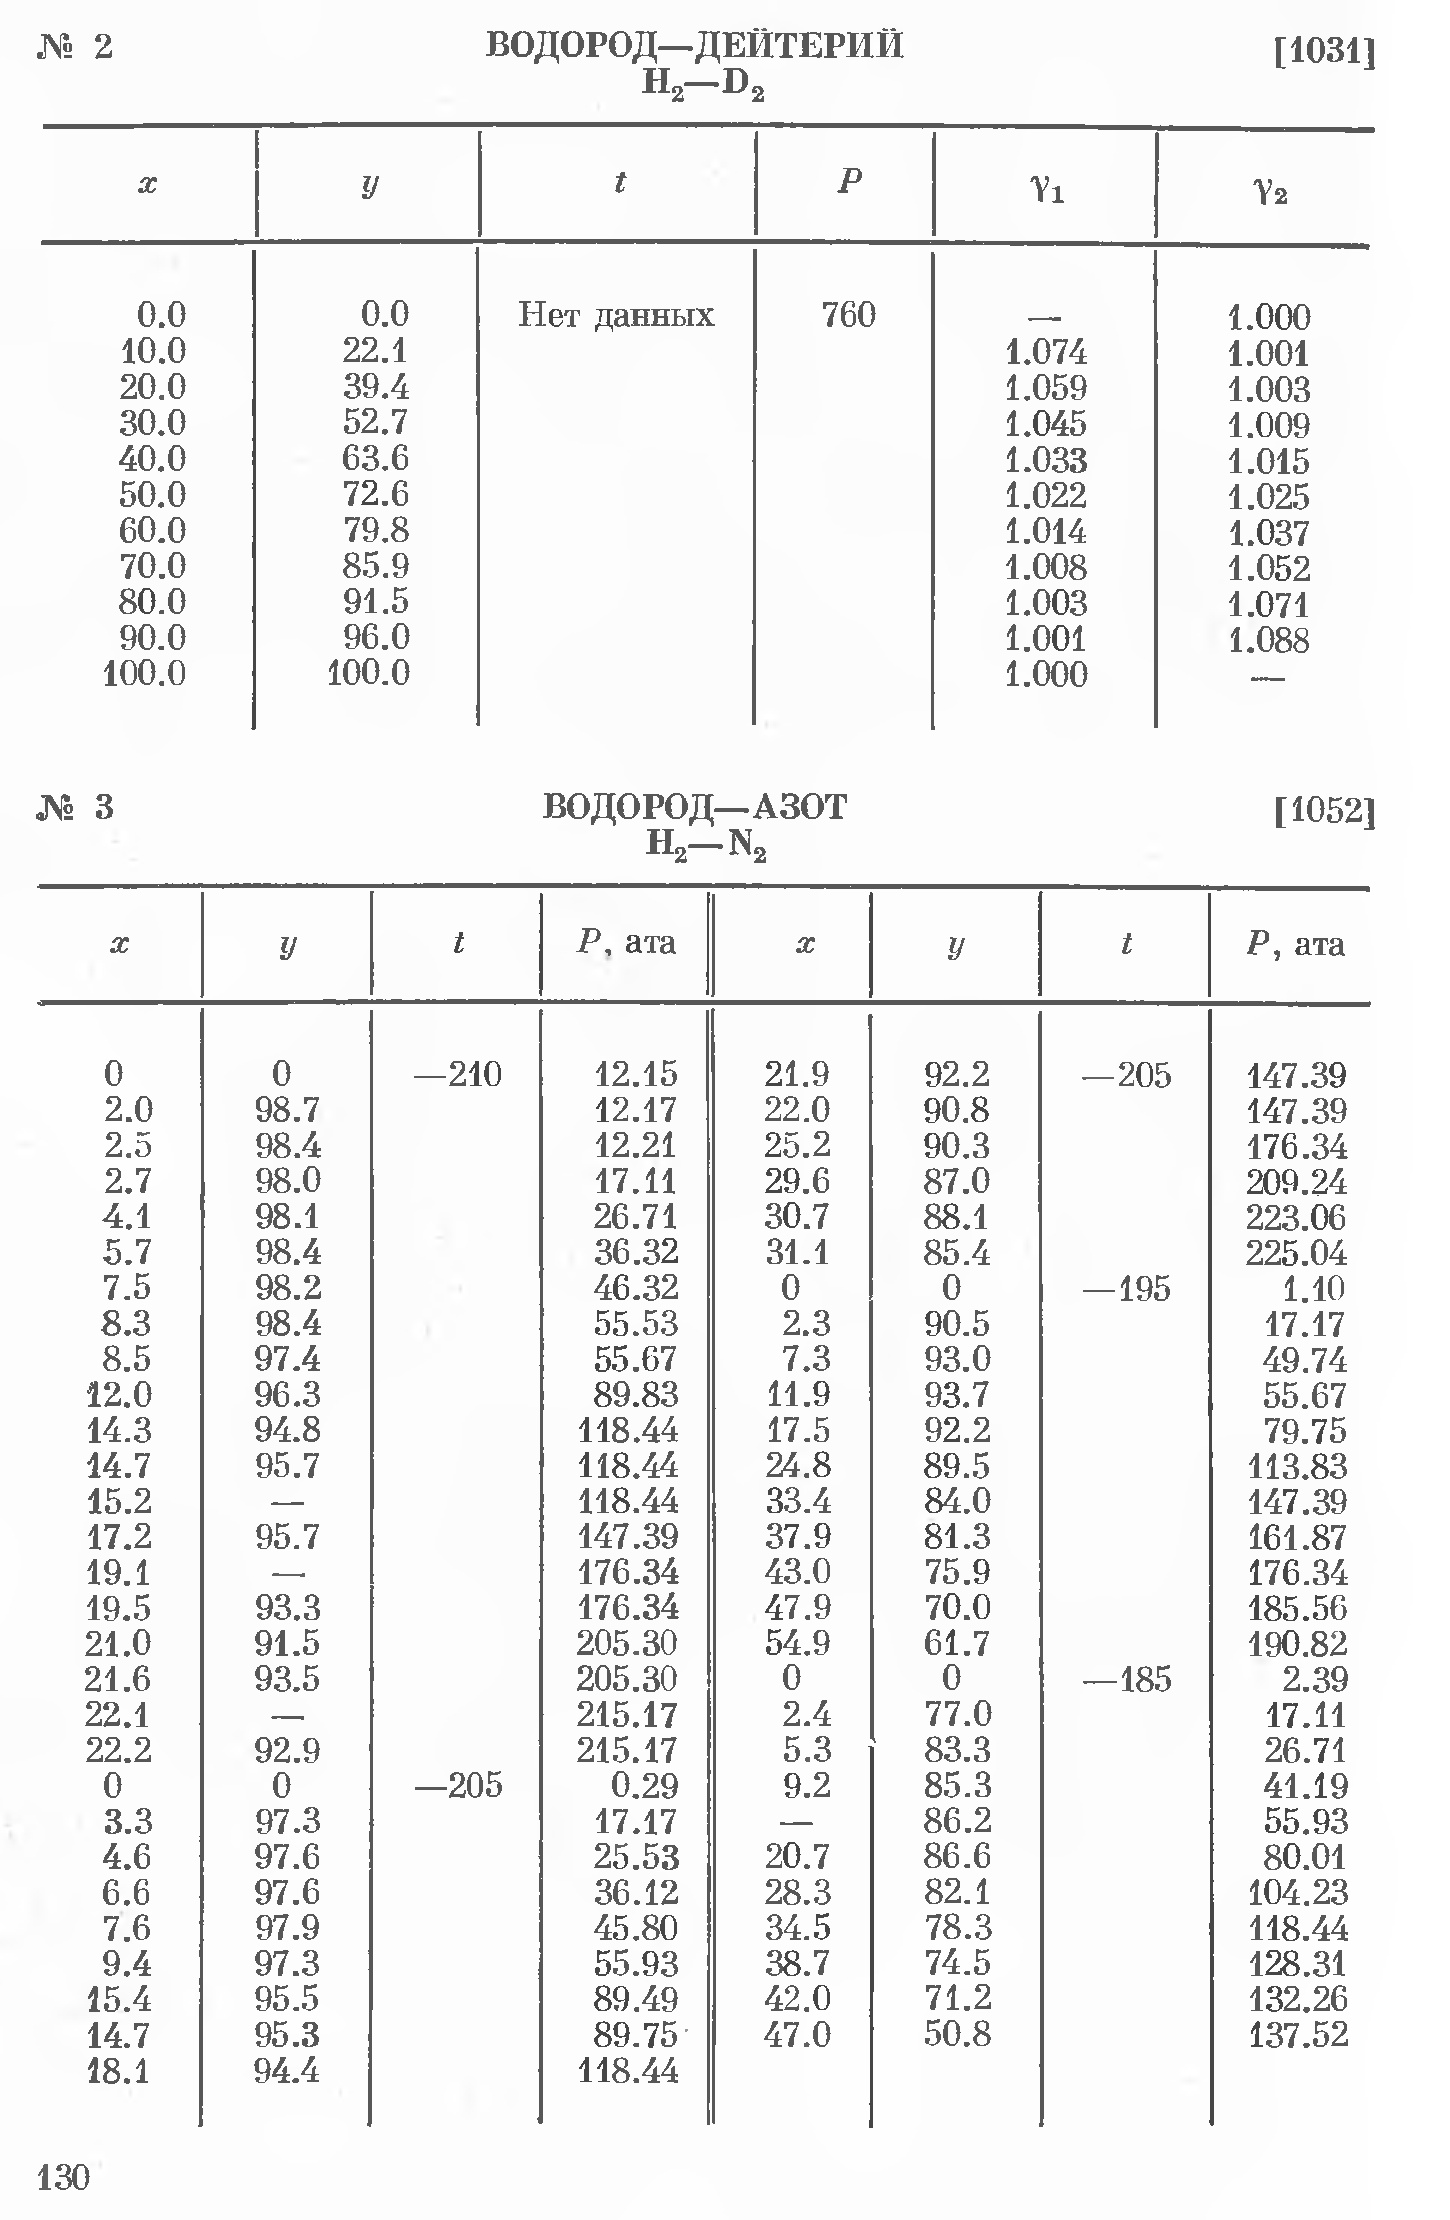 № 2 ВОДОРОД—ДЕЙТЕРИЙ [1031]
H₂—D₂
x y t P γ₁ γ₂
0.0 0.0 Нет данных 760 — 1.000
10.0 22.1 1.074 1.001
20.0 39.4 1.059 1.003
30.0 52.7 1.045 1.009
40.0 63.6 1.033 1.015
50.0 72.6 1.022 1.025
60.0 79.8 1.014 1.037
70.0 85.9 1.008 1.052
80.0 91.5 1.003 1.071
90.0 96.0 1.001 1.088
100.0 100.0 1.000 —
№ 3 ВОДОРОД—АЗОТ [1052]
H₂—N₂
x y t P, ата x y t P, ата
0 0 —210 12.15 21.9 92.2 —205 147.39
2.0 98.7 12.17 22.0 90.8 147.39
2.5 98.4 12.21 25.2 90.3 176.34
2.7 98.0 17.11 29.6 87.0 209.24
4.1 98.1 26.71 30.7 88.1 223.06
5.7 98.4 36.32 31.1 85.4 225.04
7.5 98.2 46.32 0 0 —195 1.10
8.3 98.4 55.53 2.3 90.5 17.17
8.5 97.4 55.67 7.3 93.0 49.74
12.0 96.3 89.83 11.9 93.7 55.67
14.3 94.8 118.44 17.5 92.2 79.75
14.7 95.7 118.44 24.8 89.5 113.83
15.2 — 118.44 33.4 84.0 147.39
17.2 95.7 147.39 37.9 81.3 161.87
19.1 — 176.34 43.0 75.9 176.34
19.5 93.3 176.34 47.9 70.0 185.56
21.0 91.5 205.30 54.9 61.7 190.82
21.6 93.5 205.30 0 0 —185 2.39
22.1 — 215.17 2.4 77.0 17.11
22.2 92.9 215.17 5.3 83.3 26.71
0 0 —205 0.29 9.2 85.3 41.19
3.3 97.3 17.17 — 86.2 55.93
4.6 97.6 25.53 20.7 86.6 80.01
6.6 97.6 36.12 28.3 82.1 104.23
7.6 97.9 45.80 34.5 78.3 118.44
9.4 97.3 55.93 38.7 74.5 128.31
15.4 95.5 89.49 42.0 71.2 132.26
14.7 95.3 89.75 47.0 50.8 137.52
18.1 94.4 118.44
130